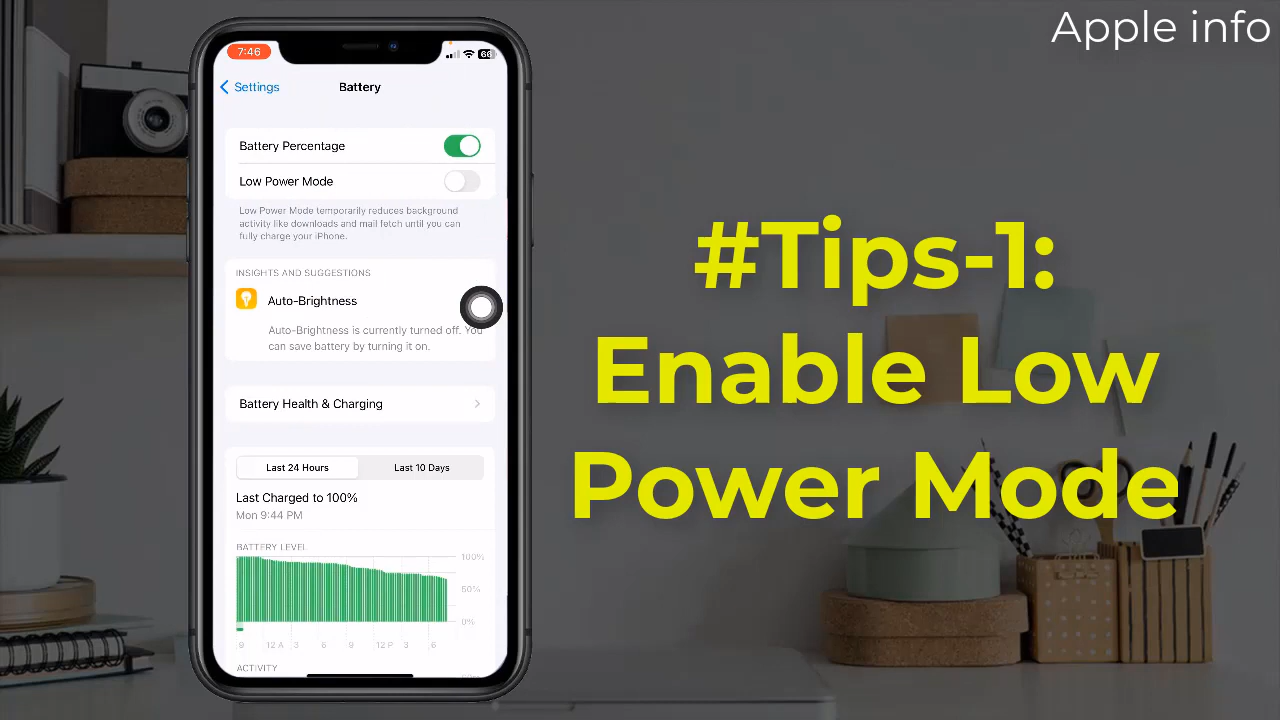 Apple info
7:46
66
Settings
Battery
Battery Percentage
Low Power Mode
Low Power Mode temporarily reduces background
activity like downloads and mail fetch until you can
fully charge your iPhone.
INSIGHTS AND SUGGESTIONS
Auto-Brightness
Auto-Brightness is currently turned off. You
can save battery by turning it on.
Battery Health & Charging
Last 24 Hours
Last 10 Days
Last Charged to 100%
Mon 9:44 PM
BATTERY LEVEL
100%
50%
0%
9 12 A 3 6 9 12 P 3 6
ACTIVITY
#Tips-1:
Enable Low
Power Mode